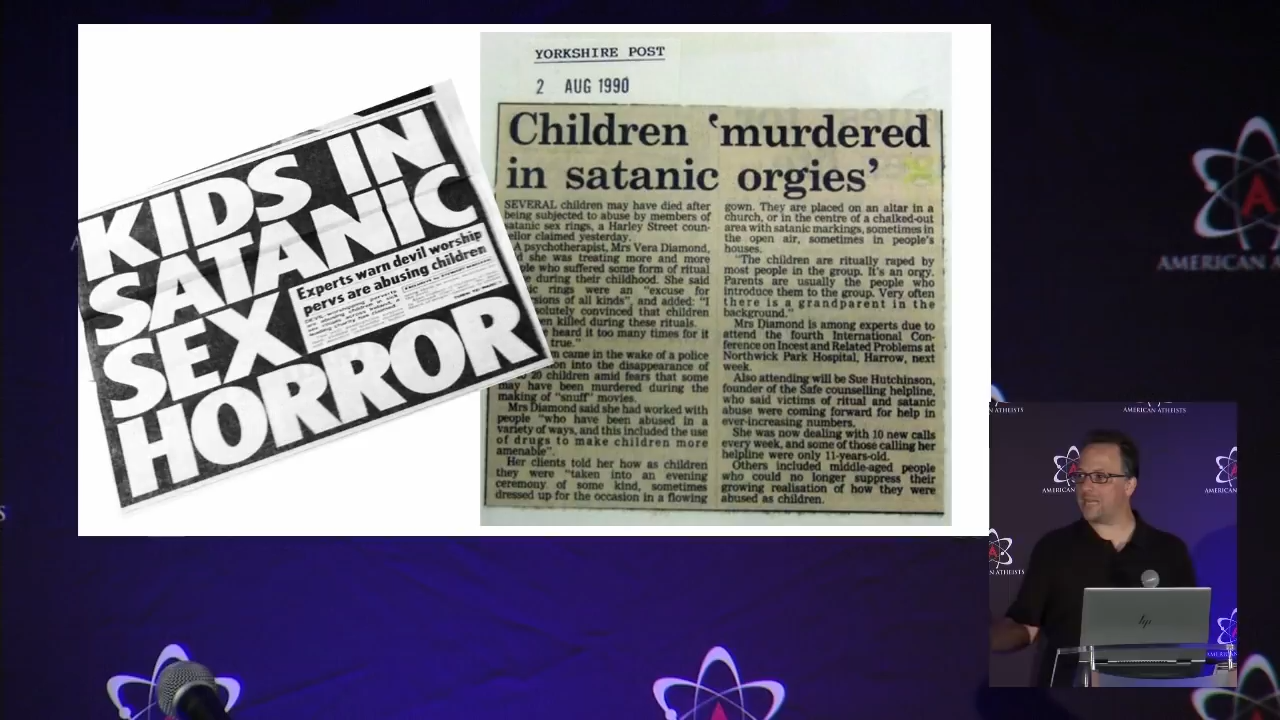 KIDS IN
SATANIC
SEX
HORROR
Experts warn devil worship
pervs are abusing children
YORKSHIRE POST
2 AUG 1990
Children 'murdered
in satanic orgies'
SEVERAL children may have died after
being subjected to abuse by members of
satanic sex rings, a Harley Street coun-
ellor claimed yesterday.
A psychotherapist, Mrs Vera Diamond,
she was treating more and more
who suffered some form of ritual
during their childhood. She said
rings were an "excuse for
of all kinds", and added: "I
convinced that children
killed during these rituals.
heard it too many times for it
true."
came in the wake of a police
into the disappearance of
20 children amid fears that some
may have been murdered during the
making of "snuff" movies.
Mrs Diamond said she had worked with
people "who have been abused in a
variety of ways, and this included the use
of drugs to make children more
amenable".
Her clients told her how as children
they were "taken into an evening
ceremony of some kind, sometimes
dressed up for the occasion in a flowing
gown. They are placed on an altar in a
church, or in the centre of a chalked-out
area with satanic markings, sometimes in
the open air, sometimes in people's
houses.
"The children are ritually raped by
most people in the group. It's an orgy.
Parents are usually the people who
introduce them to the group. Very often
there is a grandparent in the
background."
Mrs Diamond is among experts due to
attend the fourth International Con-
ference on Incest and Related Problems at
Northwick Park Hospital, Harrow, next
week.
Also attending will be Sue Hutchinson,
founder of the Safe counselling helpline,
who said victims of ritual and satanic
abuse were coming forward for help in
ever-increasing numbers.
She was now dealing with 10 new calls
every week, and some of those calling her
helpline were only 11-years-old.
Others included middle-aged people
who could no longer suppress their
growing realisation of how they were
abused as children.
A
AMERICAN A
ATHEISTS
AMERICAN ATHEISTS
AMERICAN
AMERICAN
AN ATHEISTS
hp